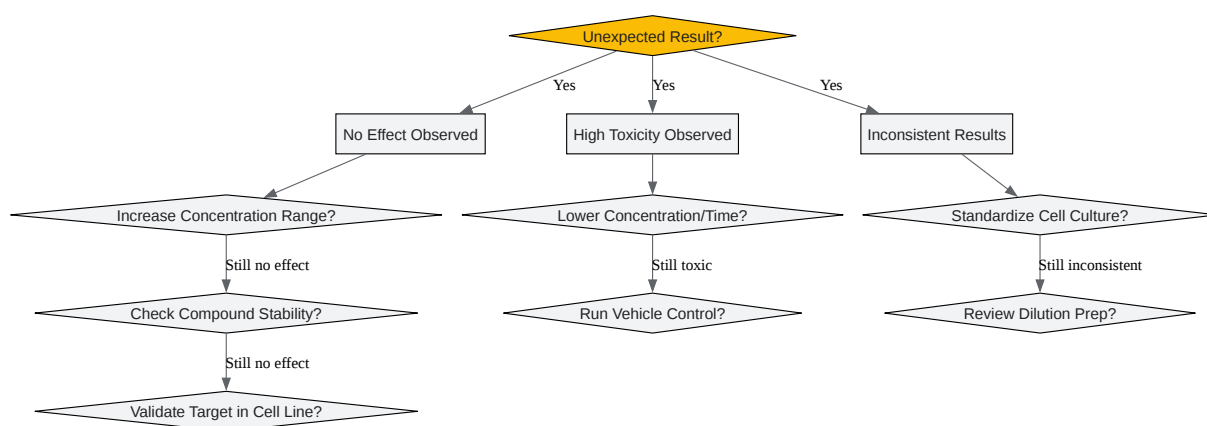 Unexpected Result?
Yes
Yes
Yes
No Effect Observed
High Toxicity Observed
Inconsistent Results
Increase Concentration Range?
Lower Concentration/Time?
Standardize Cell Culture?
Still no effect
Still toxic
Still inconsistent
Check Compound Stability?
Run Vehicle Control?
Review Dilution Prep?
Still no effect
Validate Target in Cell Line?